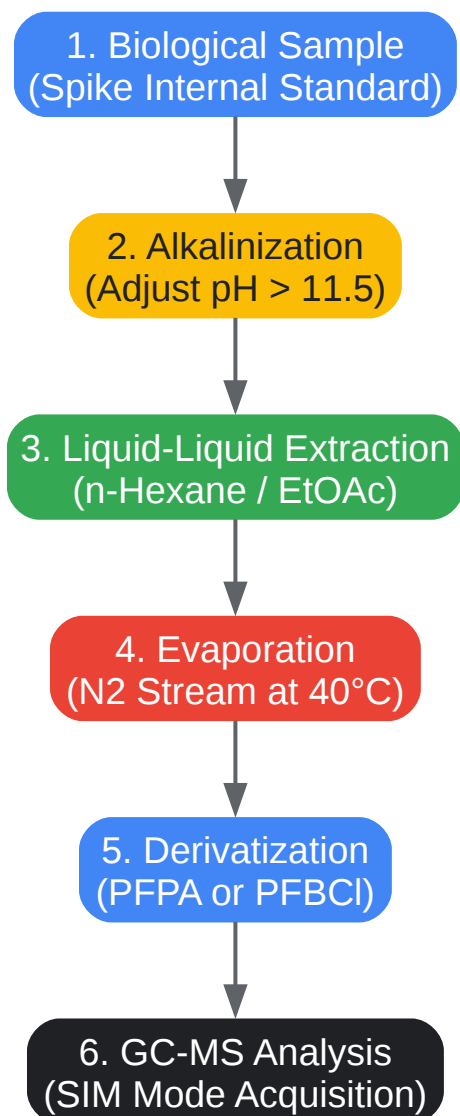 1. Biological Sample
(Spike Internal Standard)
2. Alkalinization
(Adjust pH > 11.5)
3. Liquid-Liquid Extraction
(n-Hexane / EtOAc)
4. Evaporation
(N2 Stream at 40°C)
5. Derivatization
(PFPA or PFBCl)
6. GC-MS Analysis
(SIM Mode Acquisition)